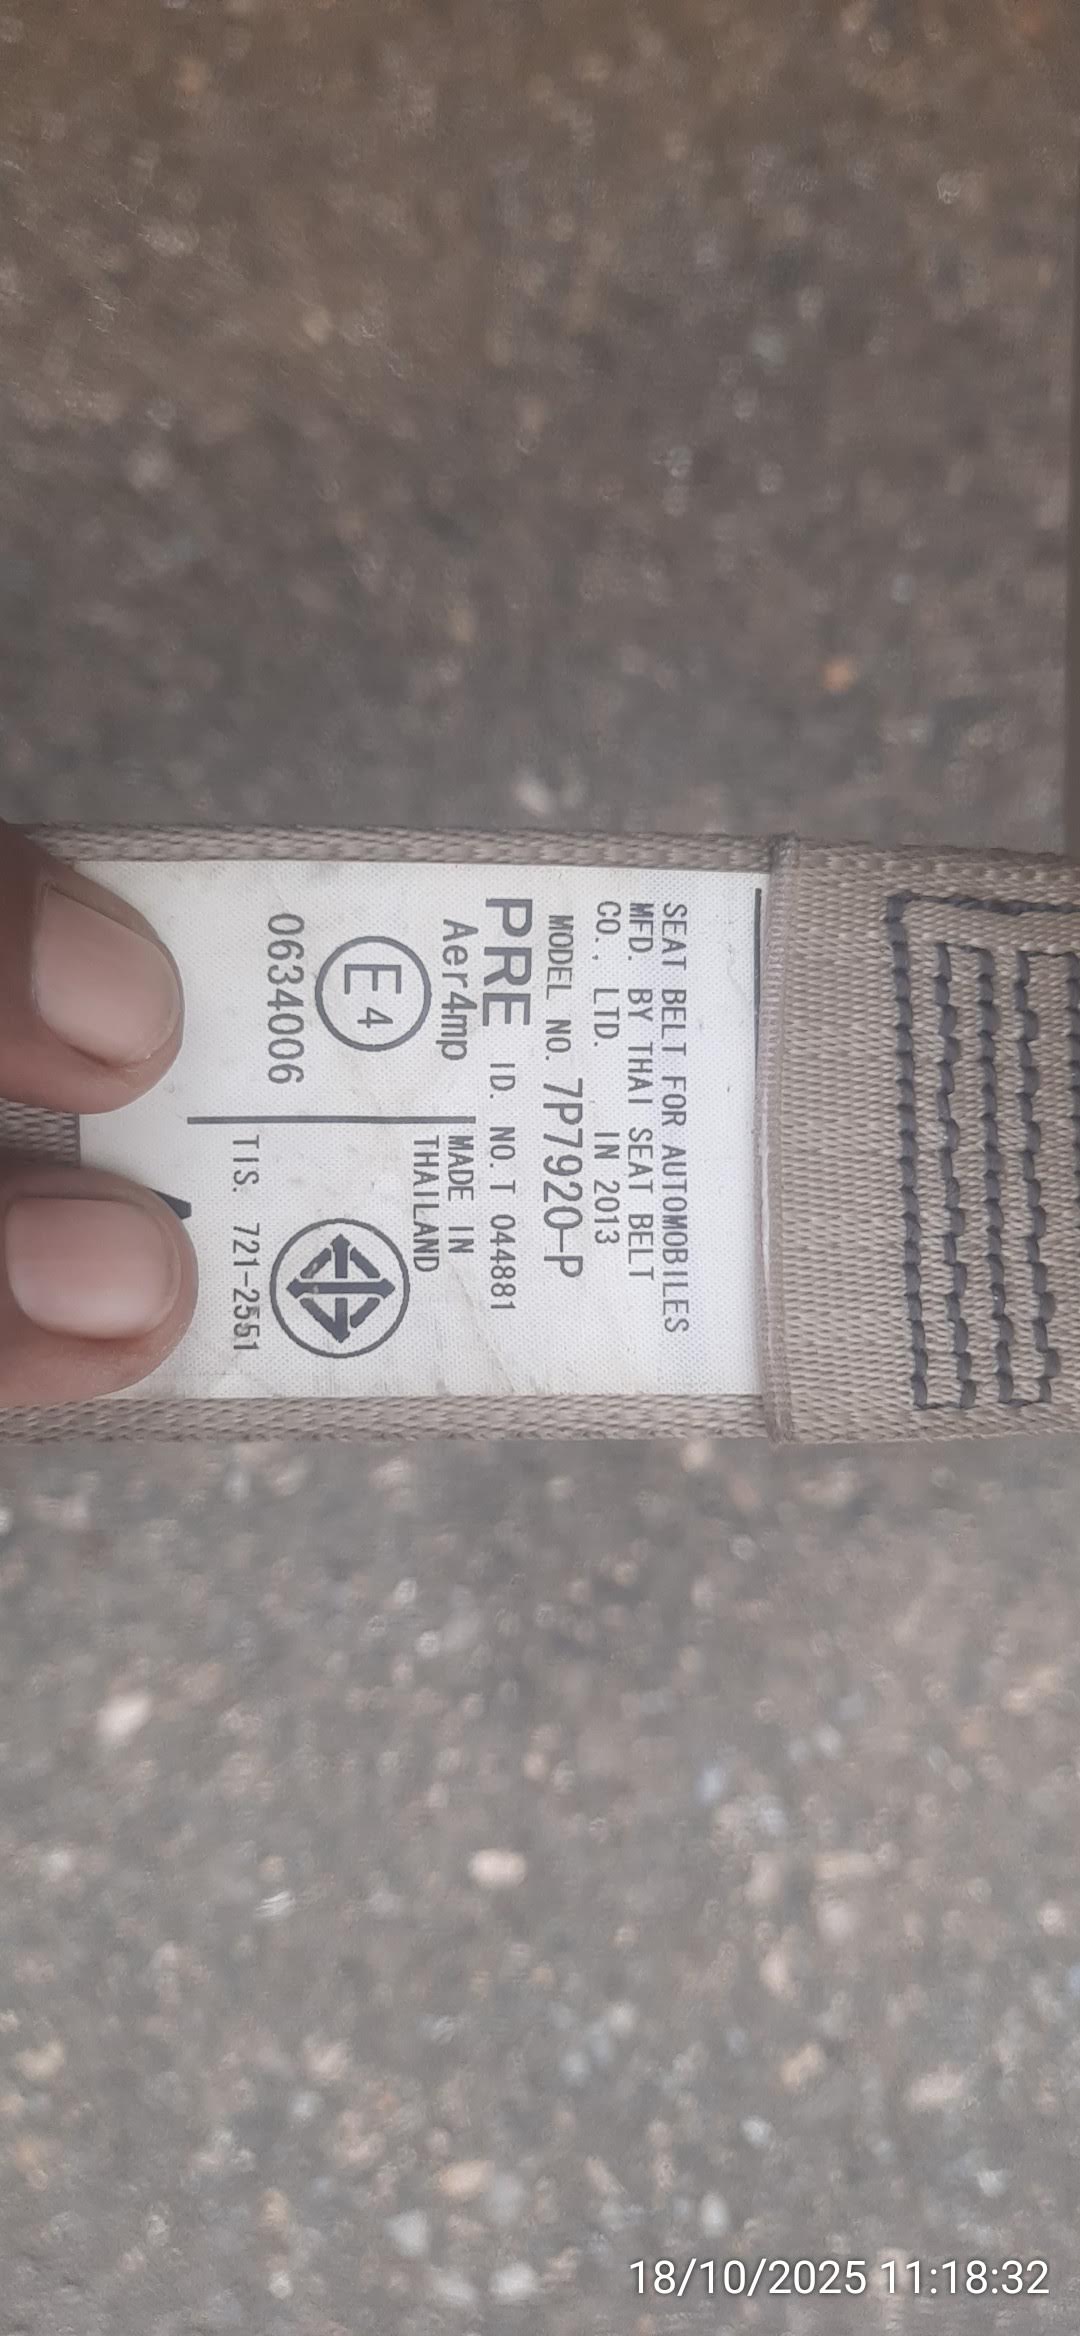 SEAT BELT FOR AUTOMOBILES
MFD. BY THAI SEAT BELT
CO., LTD. IN 2013
MODEL NO. 7P7920-P
PRE ID. NO.T 044881
Aer4mp
E4
0634006
MADE IN
THAILAND
TIS. 721-2551
18/10/2025 11:18:32